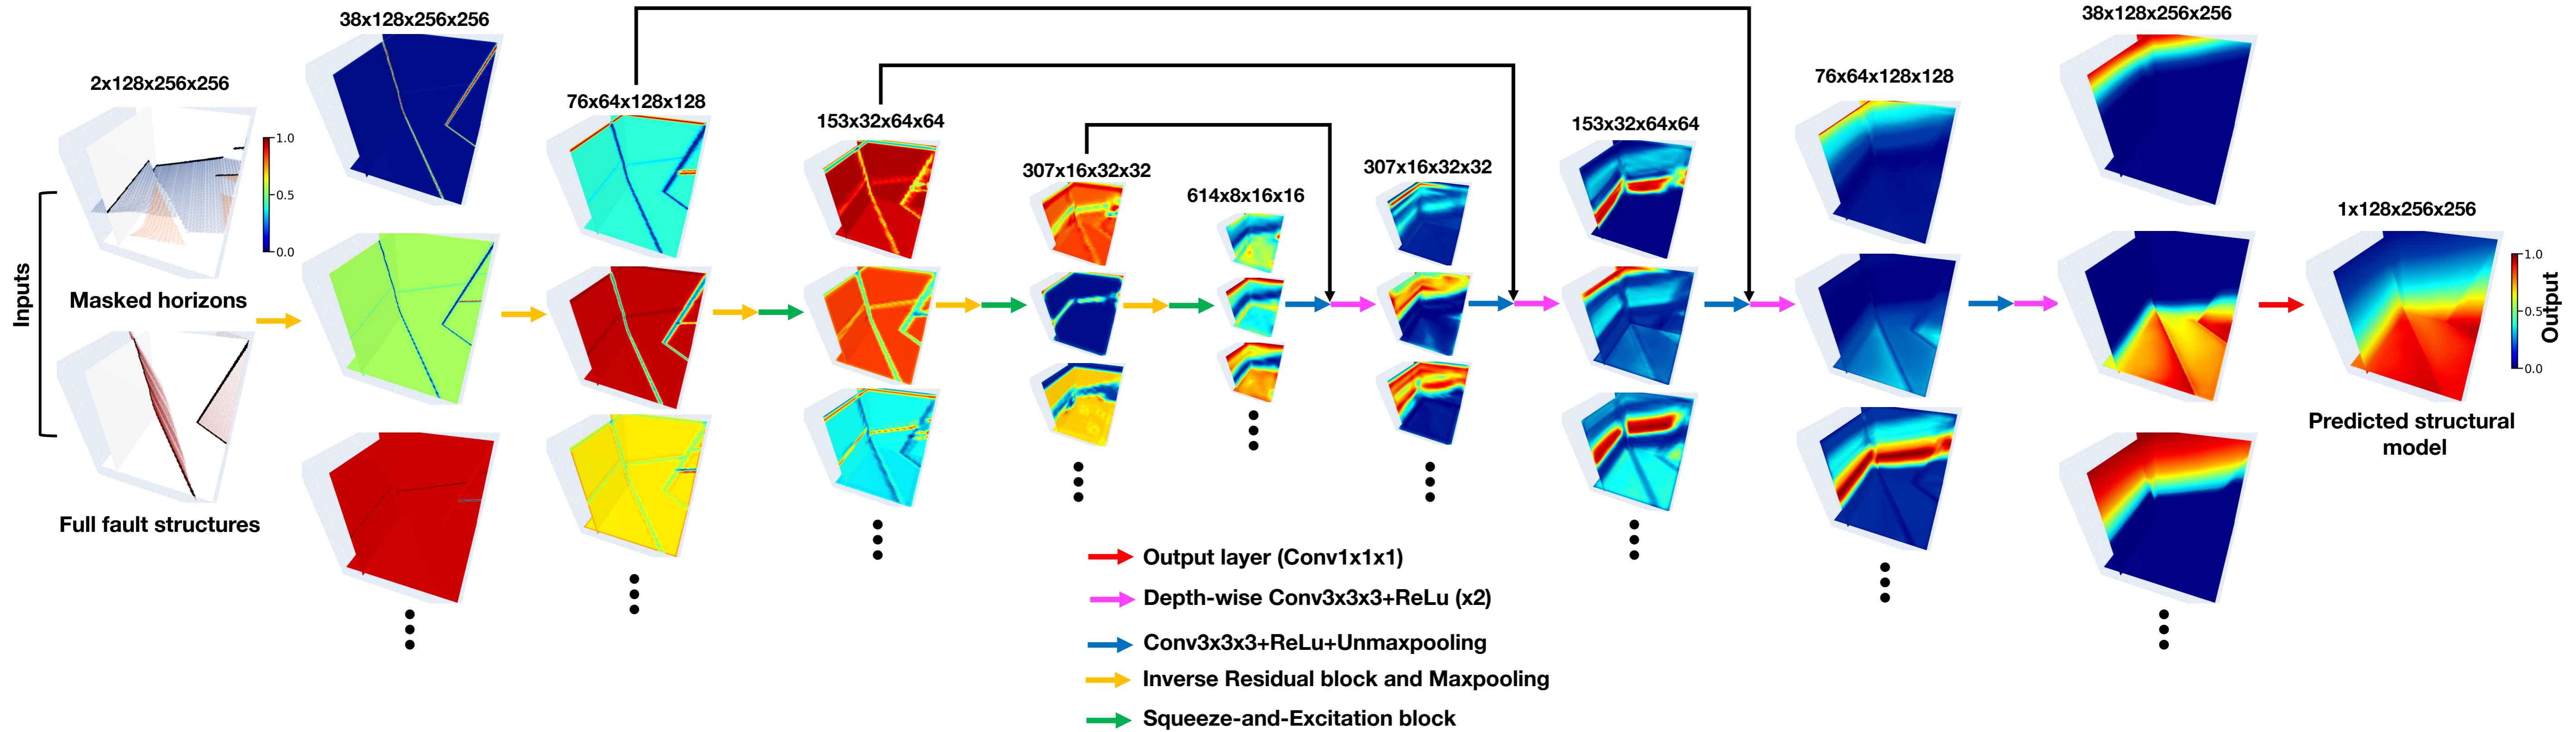 38x128x256x256
38x128x256x256
2x128x256x256
76x64x128x128
76x64x128x128
153x32x64x64
153x32x64x64
307x16x32x32
307x16x32x32
614x8x16x16
1x128x256x256
1.0
0.5
0.0
1.0
0.5
0.0
Inputs
Output
Masked horizons
Full fault structures
Predicted structural
model
Output layer (Conv1x1x1)
Depth-wise Conv3x3x3+ReLu (x2)
Conv3x3x3+ReLu+Unmaxpooling
Inverse Residual block and Maxpooling
Squeeze-and-Excitation block